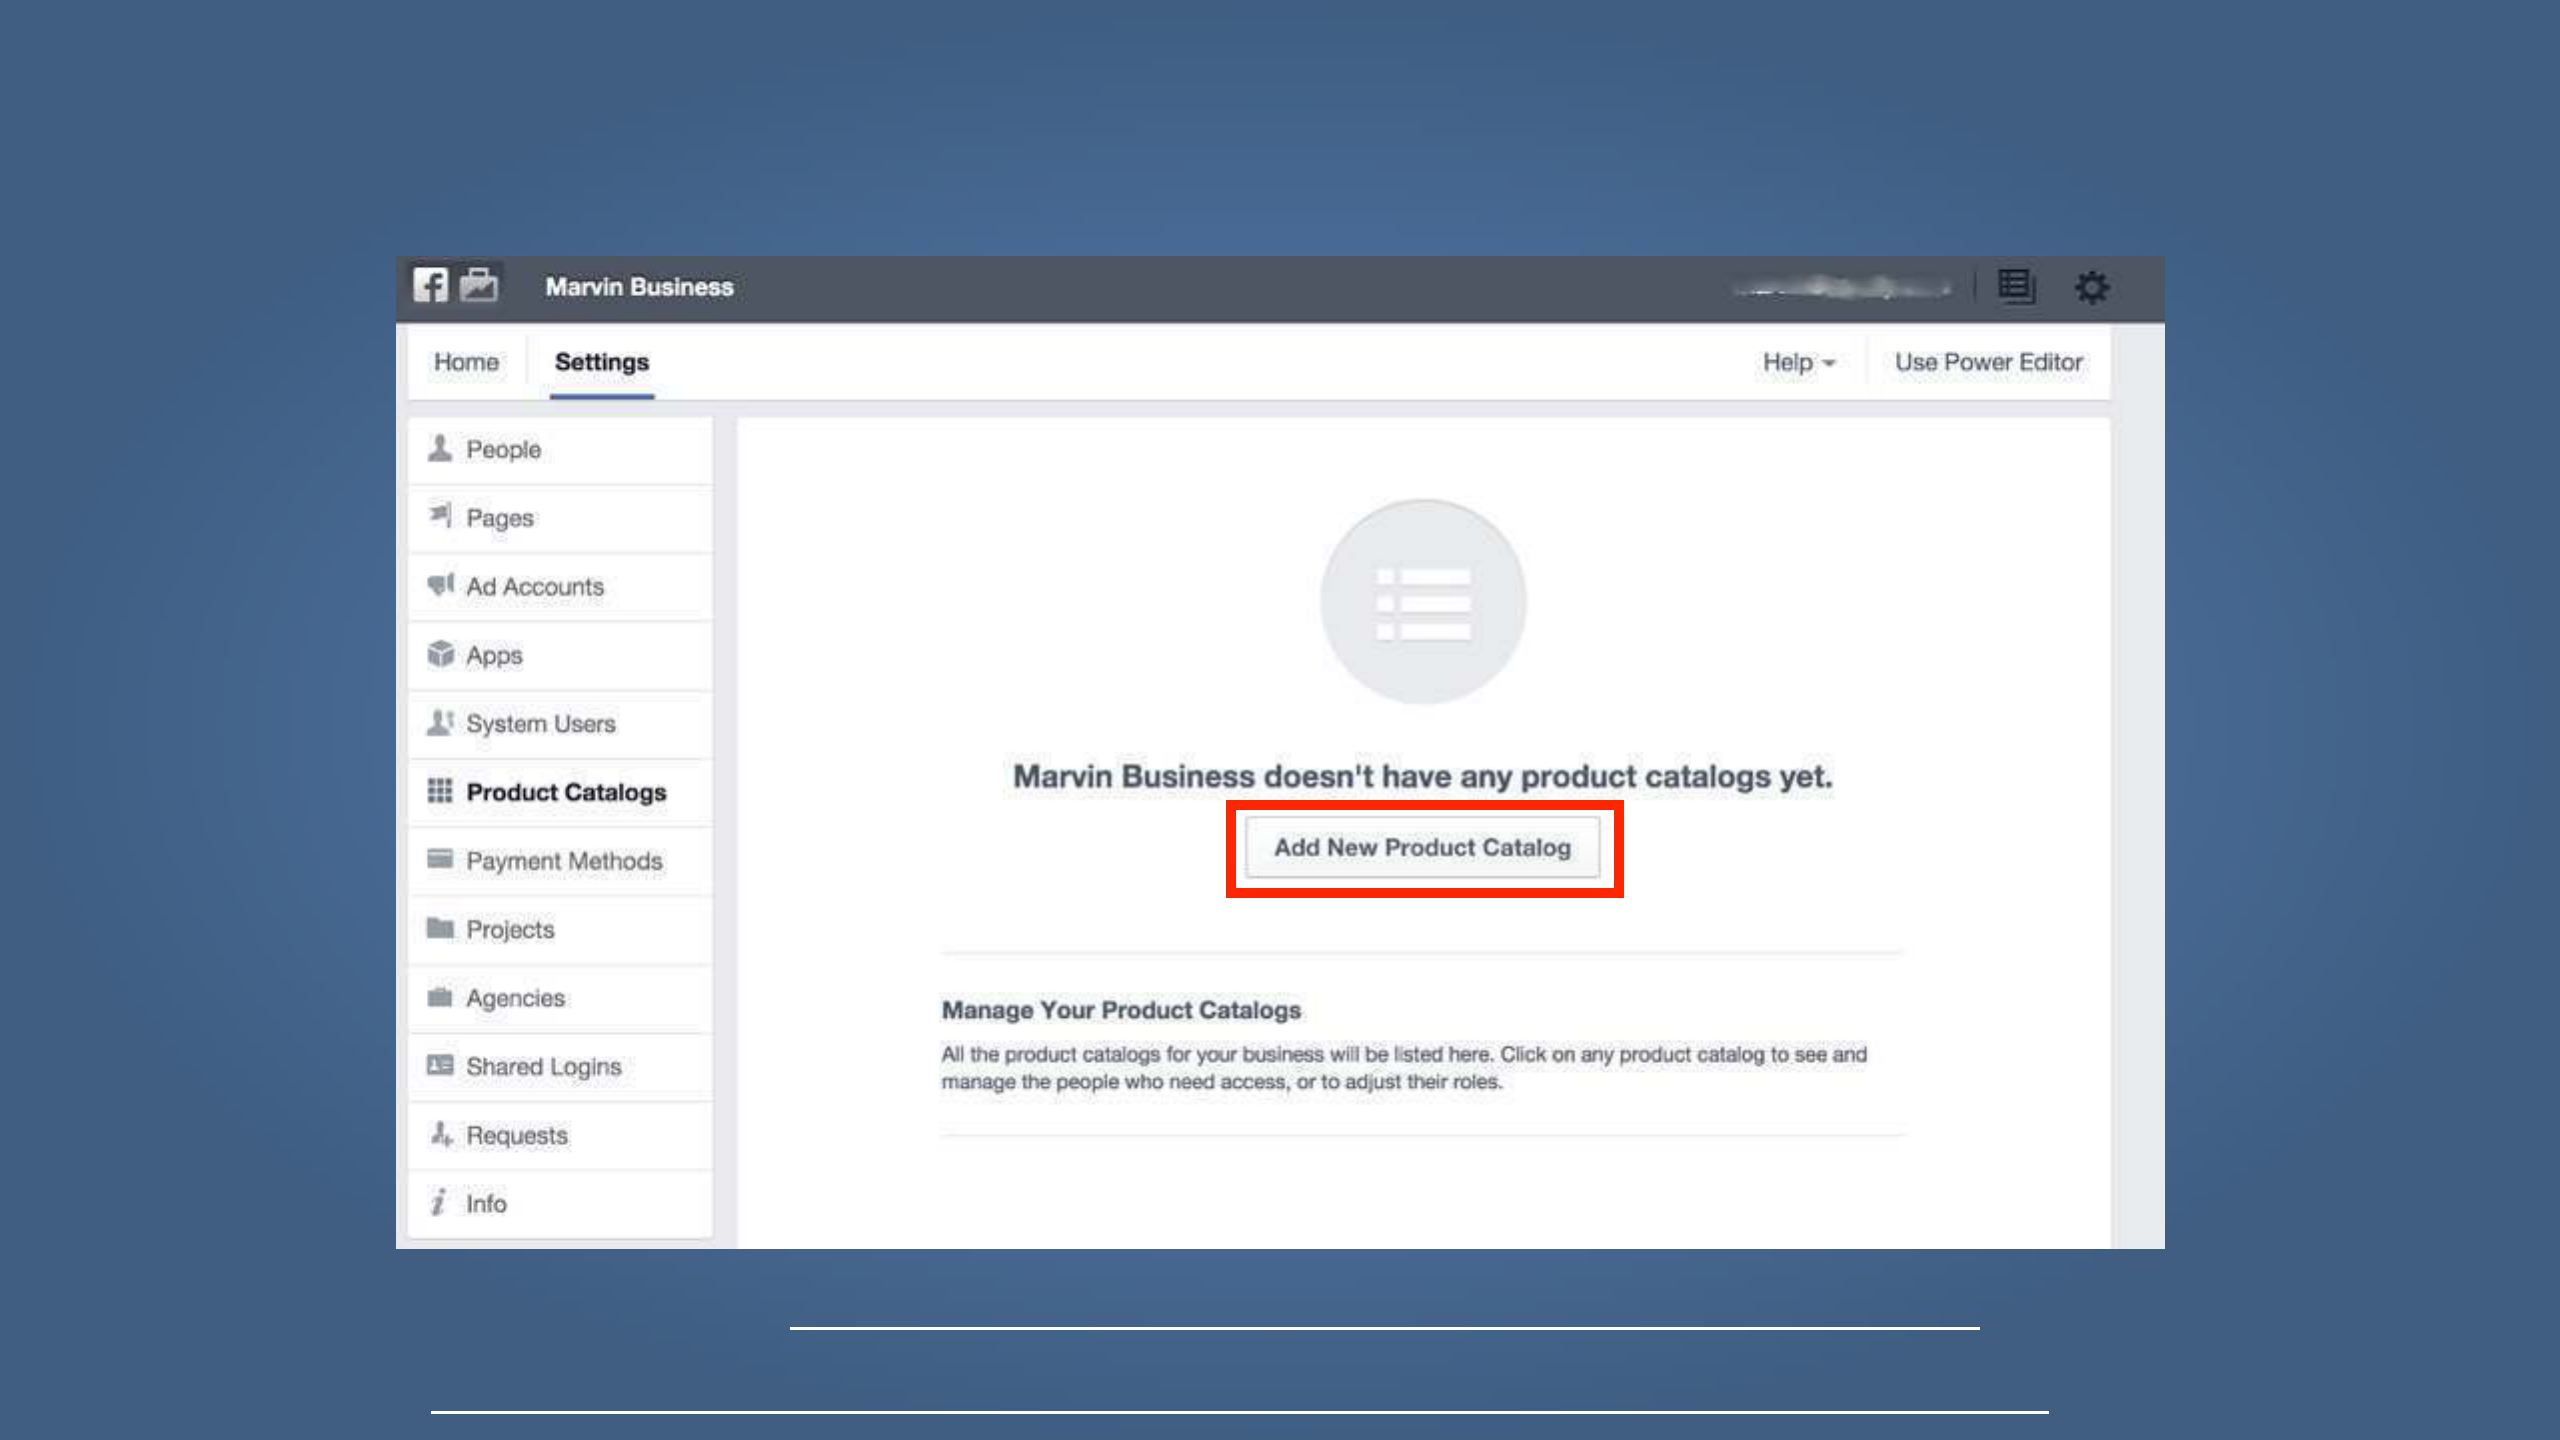 Marvin Business
Home
Settings
Help
Use Power Editor
People
Pages
Ad Accounts
Apps
System Users
Product Catalogs
Payment Methods
Projects
Agencies
Shared Logins
Requests
Info
Marvin Business doesn't have any product catalogs yet.
Add New Product Catalog
Manage Your Product Catalogs
All the product catalogs for your business will be listed here. Click on any product catalog to see and
manage the people who need access, or to adjust their roles.